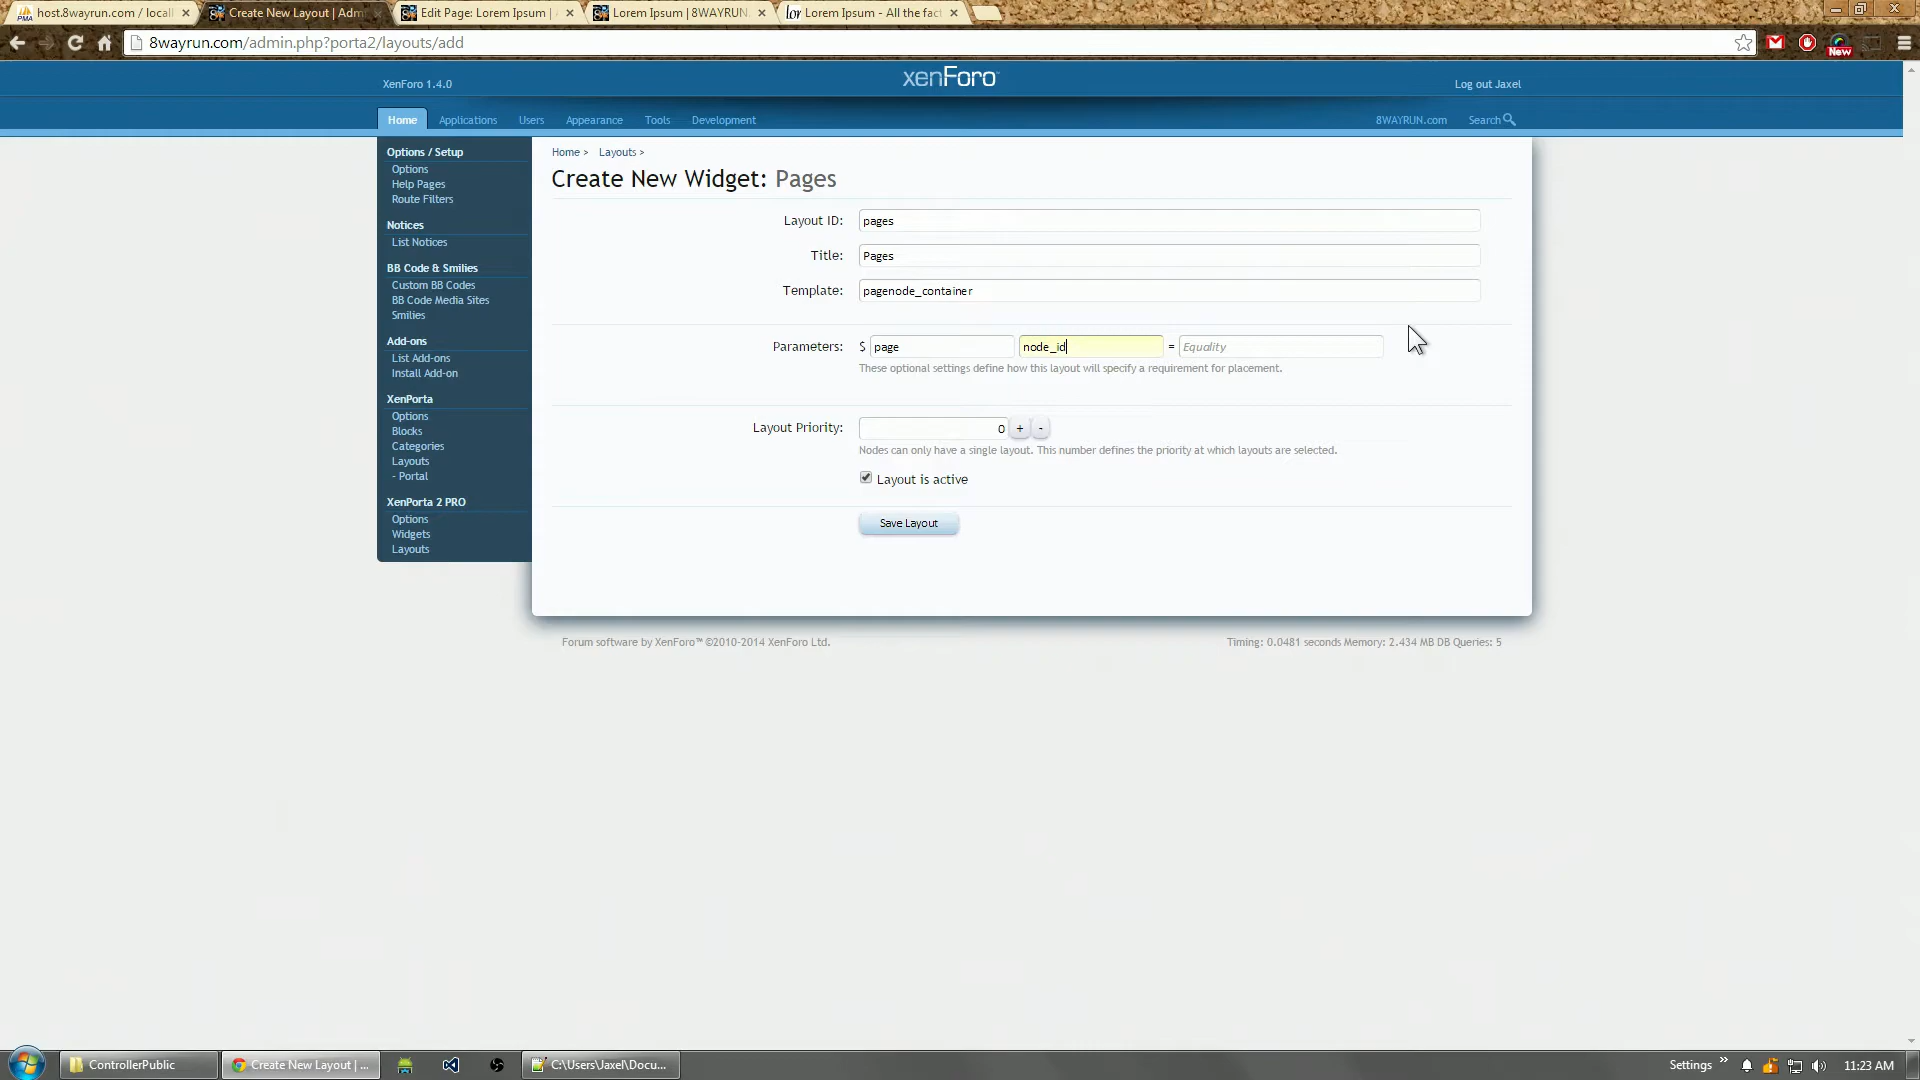 host.8wayrun.com / local
Create New Layout | Adm
Edit Page: Lorem Ipsum |
Lorem Ipsum | 8WAYRUN.
Lorem Ipsum - All the fac
8wayrun.com/admin.php?porta2/layouts/add
New
XenForo 1.4.0
xenForo
Log out Jaxel
Home
Applications
Users
Appearance
Tools
Development
8WAYRUN.com
Search
Options / Setup
Options
Help Pages
Route Filters
Notices
List Notices
BB Code & Smilies
Custom BB Codes
BB Code Media Sites
Smilies
Add-ons
List Add-ons
Install Add-on
XenPorta
Options
Blocks
Categories
Layouts
- Portal
XenPorta 2 PRO
Options
Widgets
Layouts
Home > Layouts >
Create New Widget: Pages
Layout ID: pages
Title: Pages
Template: pagenode_container
Parameters: $ page node_id = Equality
These optional settings define how this layout will specify a requirement for placement.
Layout Priority: 0 + -
Nodes can only have a single layout. This number defines the priority at which layouts are selected.
Layout is active
Save Layout
Forum software by XenForo™ ©2010-2014 XenForo Ltd.
Timing: 0.0481 seconds Memory: 2.434 MB DB Queries: 5
ControllerPublic
Create New Layout | ...
C:\Users\Jaxel\Docu...
Settings
11:23 AM